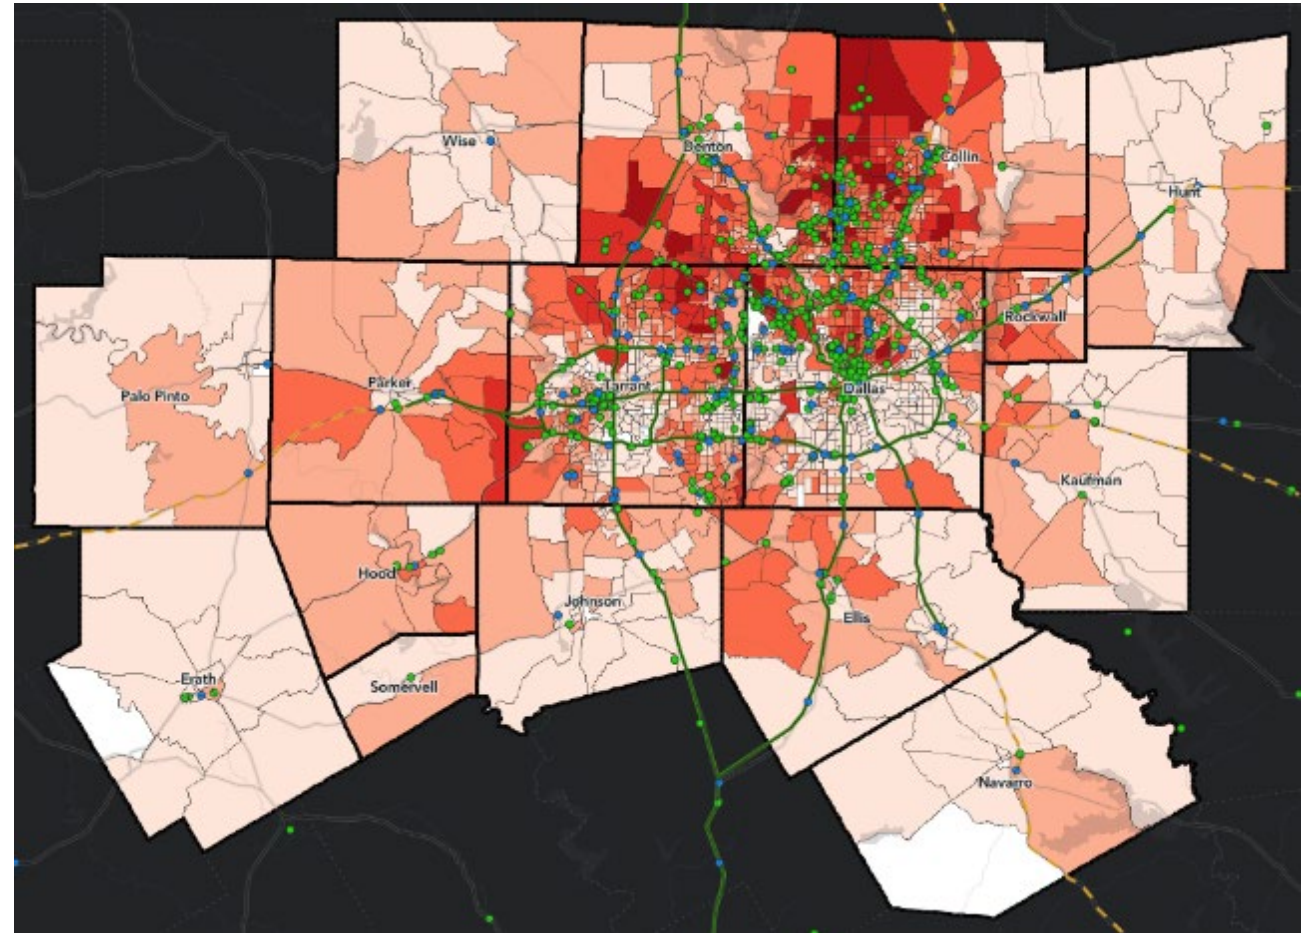 Wise
Denton
Collin
Hunt
Palo Pinto
Parker
Tarrant
Dallas
Rockwall
Kaufman
Hood
Johnson
Ellis
Erath
Somervell
Navarro